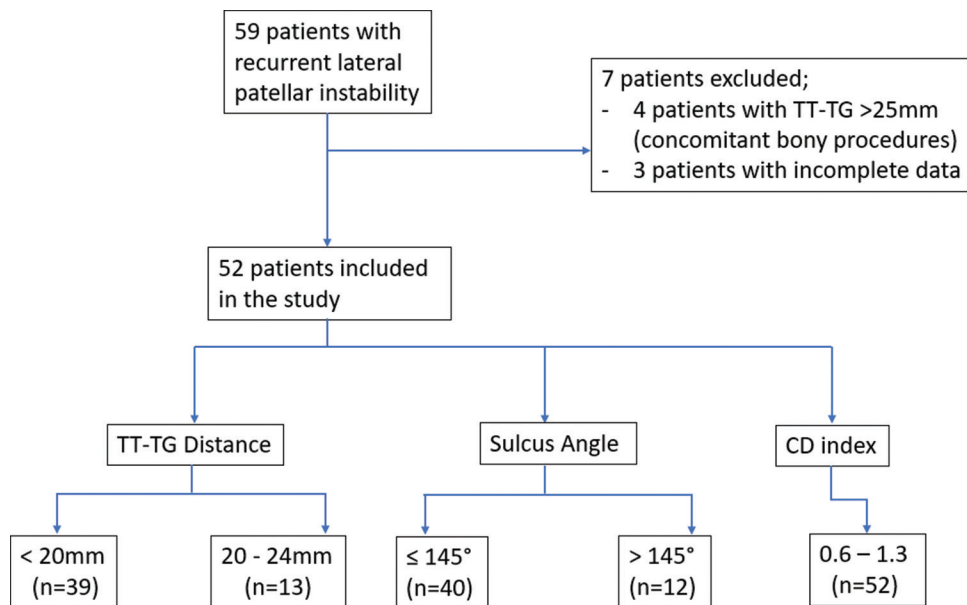 59 patients with
recurrent lateral
patellar instability
7 patients excluded;
- 4 patients with TT-TG >25mm
(concomitant bony procedures)
- 3 patients with incomplete data
52 patients included
in the study
TT-TG Distance
Sulcus Angle
CD index
< 20mm
(n=39)
20 - 24mm
(n=13)
≤ 145°
(n=40)
> 145°
(n=12)
0.6 – 1.3
(n=52)